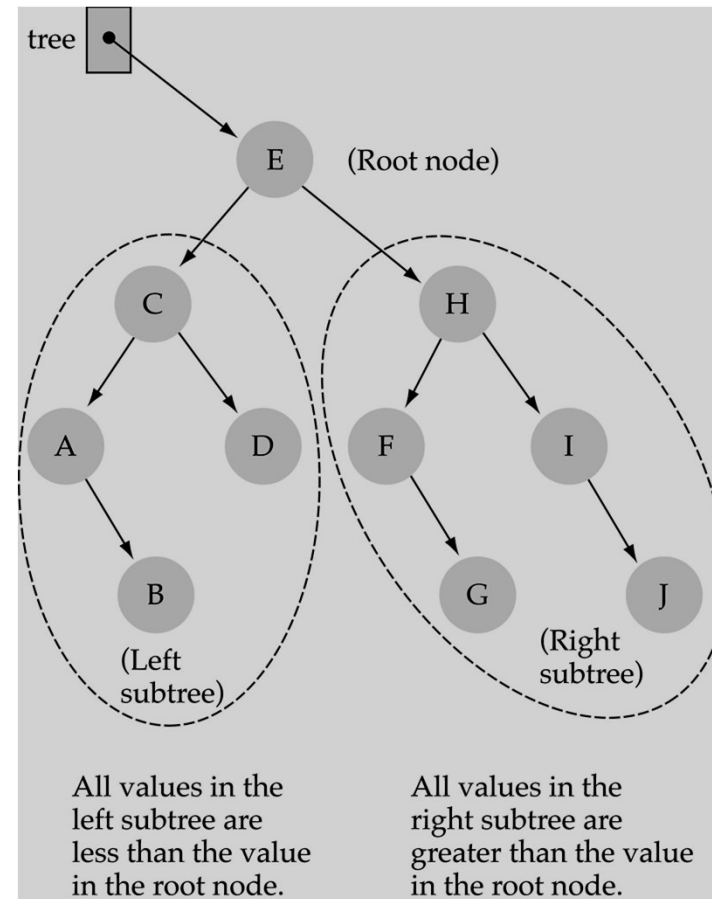 tree
E
(Root node)
C
H
A
D
F
I
B
G
J
(Left
subtree)
(Right
subtree)
All values in the
left subtree are
less than the value
in the root node.
All values in the
right subtree are
greater than the value
in the root node.